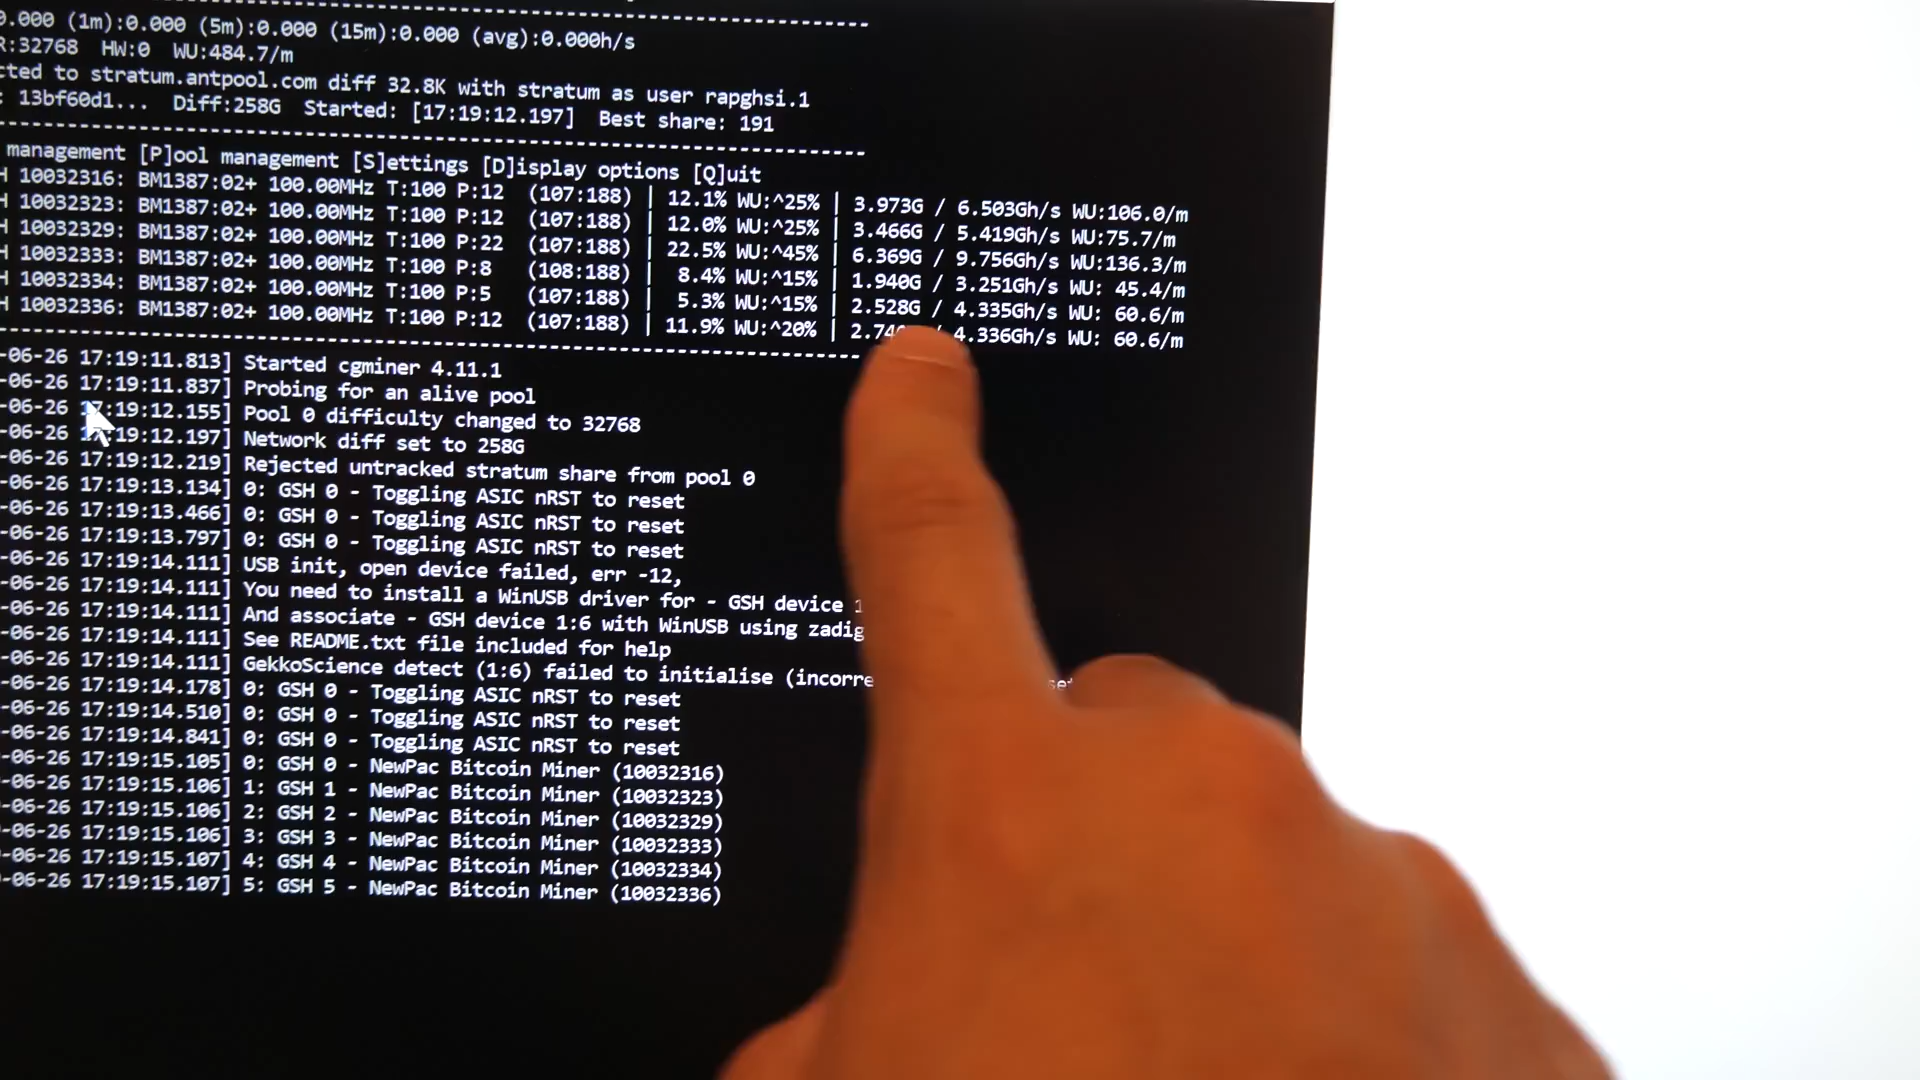 0.000 (1m):0.000 (5m):0.000 (15m):0.000 (avg):0.000h/s
R:32768 HW:0 WU:484.7/m
cted to stratum.antpool.com diff 32.8K with stratum as user rapghsi.1
: 13bf60d1... Diff:258G Started: [17:19:12.197] Best share: 191
management [P]ool management [S]ettings [D]isplay options [Q]uit
H 10032316: BM1387:02+ 100.00MHz T:100 P:12 (107:188) | 12.1% WU:^25% | 3.973G / 6.503Gh/s WU:106.0/m
H 10032323: BM1387:02+ 100.00MHz T:100 P:12 (107:188) | 12.0% WU:^25% | 3.466G / 5.419Gh/s WU:75.7/m
H 10032329: BM1387:02+ 100.00MHz T:100 P:22 (107:188) | 22.5% WU:^45% | 6.369G / 9.756Gh/s WU:136.3/m
H 10032333: BM1387:02+ 100.00MHz T:100 P:8 (108:188) | 8.4% WU:^15% | 1.940G / 3.251Gh/s WU: 45.4/m
H 10032334: BM1387:02+ 100.00MHz T:100 P:5 (107:188) | 5.3% WU:^15% | 2.528G / 4.335Gh/s WU: 60.6/m
H 10032336: BM1387:02+ 100.00MHz T:100 P:12 (107:188) | 11.9% WU:^20% | 2.74 / 4.336Gh/s WU: 60.6/m
-06-26 17:19:11.813] Started cgminer 4.11.1
-06-26 17:19:11.837] Probing for an alive pool
-06-26 17:19:12.155] Pool 0 difficulty changed to 32768
-06-26 17:19:12.197] Network diff set to 258G
-06-26 17:19:12.219] Rejected untracked stratum share from pool 0
-06-26 17:19:13.134] 0: GSH 0 - Toggling ASIC nRST to reset
-06-26 17:19:13.466] 0: GSH 0 - Toggling ASIC nRST to reset
-06-26 17:19:13.797] 0: GSH 0 - Toggling ASIC nRST to reset
-06-26 17:19:14.111] USB init, open device failed, err -12,
-06-26 17:19:14.111] You need to install a WinUSB driver for - GSH device 1
-06-26 17:19:14.111] And associate - GSH device 1:6 with WinUSB using zadig
-06-26 17:19:14.111] See README.txt file included for help
-06-26 17:19:14.111] GekkoScience detect (1:6) failed to initialise (incorre set
-06-26 17:19:14.178] 0: GSH 0 - Toggling ASIC nRST to reset
-06-26 17:19:14.510] 0: GSH 0 - Toggling ASIC nRST to reset
-06-26 17:19:14.841] 0: GSH 0 - Toggling ASIC nRST to reset
-06-26 17:19:15.105] 0: GSH 0 - NewPac Bitcoin Miner (10032316)
-06-26 17:19:15.106] 1: GSH 1 - NewPac Bitcoin Miner (10032323)
-06-26 17:19:15.106] 2: GSH 2 - NewPac Bitcoin Miner (10032329)
-06-26 17:19:15.106] 3: GSH 3 - NewPac Bitcoin Miner (10032333)
-06-26 17:19:15.107] 4: GSH 4 - NewPac Bitcoin Miner (10032334)
-06-26 17:19:15.107] 5: GSH 5 - NewPac Bitcoin Miner (10032336)